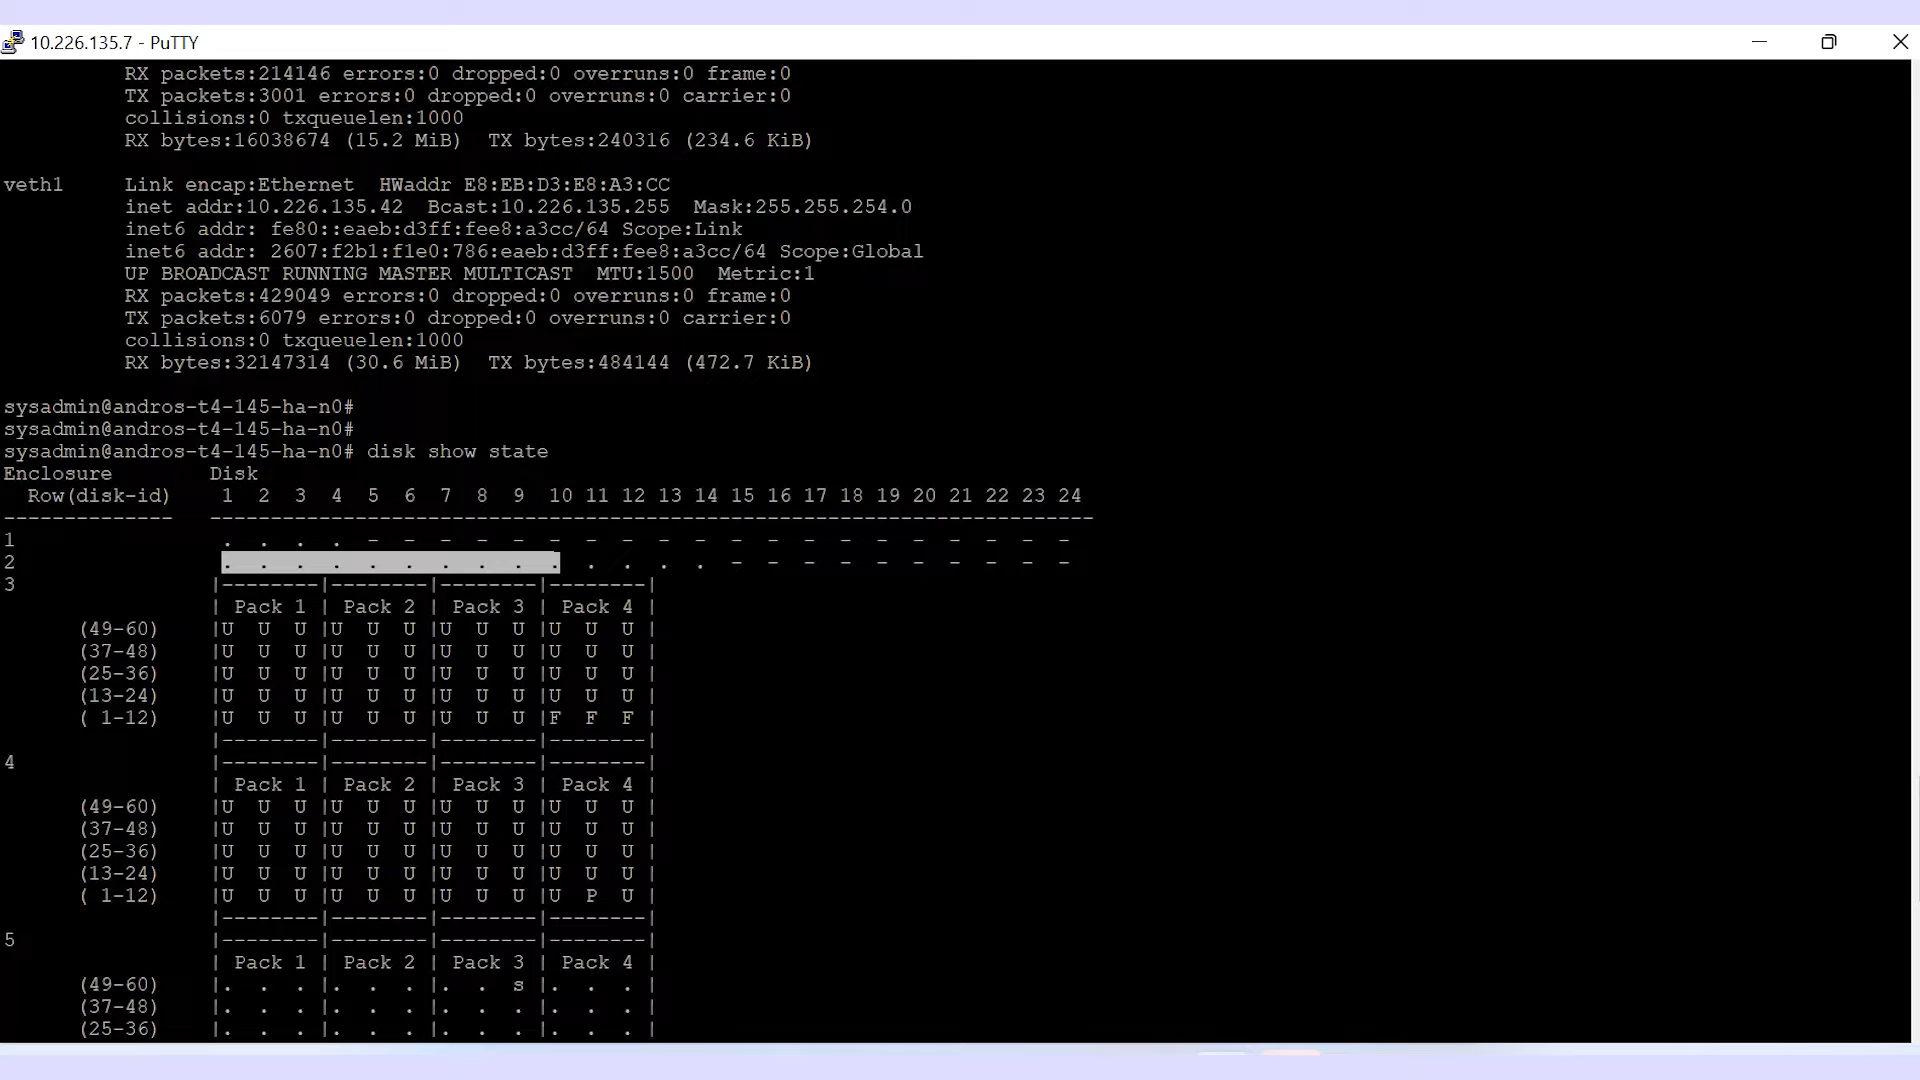 10.226.135.7 - PuTTY
RX packets:214146 errors:0 dropped:0 overruns:0 frame:0
TX packets:3001 errors:0 dropped:0 overruns:0 carrier:0
collisions:0 txqueuelen:1000
RX bytes:16038674 (15.2 MiB)  TX bytes:240316 (234.6 KiB)
veth1     Link encap:Ethernet  HWaddr E8:EB:D3:E8:A3:CC
inet addr:10.226.135.42  Bcast:10.226.135.255  Mask:255.255.254.0
inet6 addr: fe80::eaeb:d3ff:fee8:a3cc/64 Scope:Link
inet6 addr: 2607:f2b1:f1e0:786:eaeb:d3ff:fee8:a3cc/64 Scope:Global
UP BROADCAST RUNNING MASTER MULTICAST  MTU:1500  Metric:1
RX packets:429049 errors:0 dropped:0 overruns:0 frame:0
TX packets:6079 errors:0 dropped:0 overruns:0 carrier:0
collisions:0 txqueuelen:1000
RX bytes:32147314 (30.6 MiB)  TX bytes:484144 (472.7 KiB)
sysadmin@andros-t4-145-ha-n0#
sysadmin@andros-t4-145-ha-n0#
sysadmin@andros-t4-145-ha-n0# disk show state
Enclosure        Disk
  Row(disk-id)    1  2  3  4  5  6  7  8  9  10 11 12 13 14 15 16 17 18 19 20 21 22 23 24
--------------   -------------------------------------------------------------------------
1                 .  .  .  .  -  -  -  -  -  -  -  -  -  -  -  -  -  -  -  -  -  -  -  -
2                 .  .  .  .  .  .  .  .  .  .  .  .  .  .  -  -  -  -  -  -  -  -  -  -
3                |--------|--------|--------|--------|
                 | Pack 1 | Pack 2 | Pack 3 | Pack 4 |
      (49-60)    |U  U  U |U  U  U |U  U  U |U  U  U |
      (37-48)    |U  U  U |U  U  U |U  U  U |U  U  U |
      (25-36)    |U  U  U |U  U  U |U  U  U |U  U  U |
      (13-24)    |U  U  U |U  U  U |U  U  U |U  U  U |
      ( 1-12)    |U  U  U |U  U  U |U  U  U |F  F  F |
                 |--------|--------|--------|--------|
4                |--------|--------|--------|--------|
                 | Pack 1 | Pack 2 | Pack 3 | Pack 4 |
      (49-60)    |U  U  U |U  U  U |U  U  U |U  U  U |
      (37-48)    |U  U  U |U  U  U |U  U  U |U  U  U |
      (25-36)    |U  U  U |U  U  U |U  U  U |U  U  U |
      (13-24)    |U  U  U |U  U  U |U  U  U |U  U  U |
      ( 1-12)    |U  U  U |U  U  U |U  U  U |U  P  U |
                 |--------|--------|--------|--------|
5                |--------|--------|--------|--------|
                 | Pack 1 | Pack 2 | Pack 3 | Pack 4 |
      (49-60)    |.  .  . |.  .  . |.  .  s |.  .  . |
      (37-48)    |.  .  . |.  .  . |.  .  . |.  .  . |
      (25-36)    |.  .  . |.  .  . |.  .  . |.  .  . |